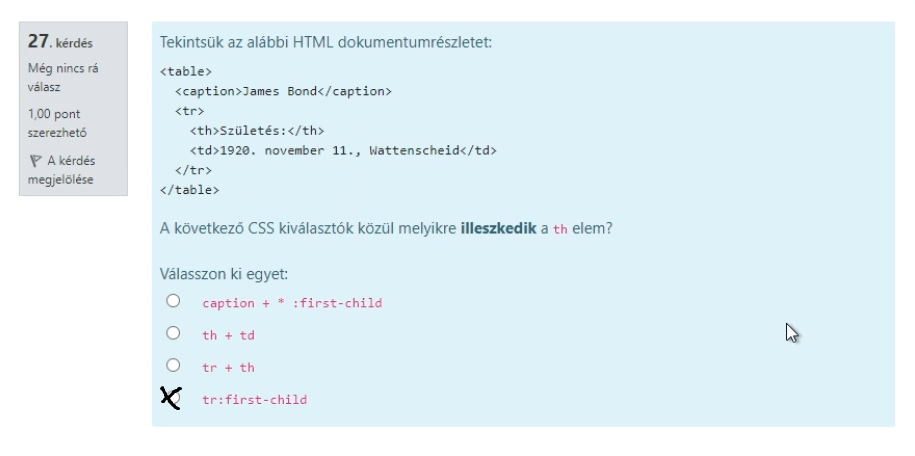 27. kérdés
Még nincs rá
válasz
1,00 pont
szerezhető
A kérdés
megjelölése
Tekintsük az alábbi HTML dokumentumrészletet:
<table>
  <caption>James Bond</caption>
  <tr>
    <th>Születés:</th>
    <td>1920. november 11., Wattenscheid</td>
  </tr>
</table>
A következő CSS kiválasztók közül melyikre illeszkedik a th elem?
Válasszon ki egyet:
caption + * :first-child
th + td
tr + th
tr:first-child